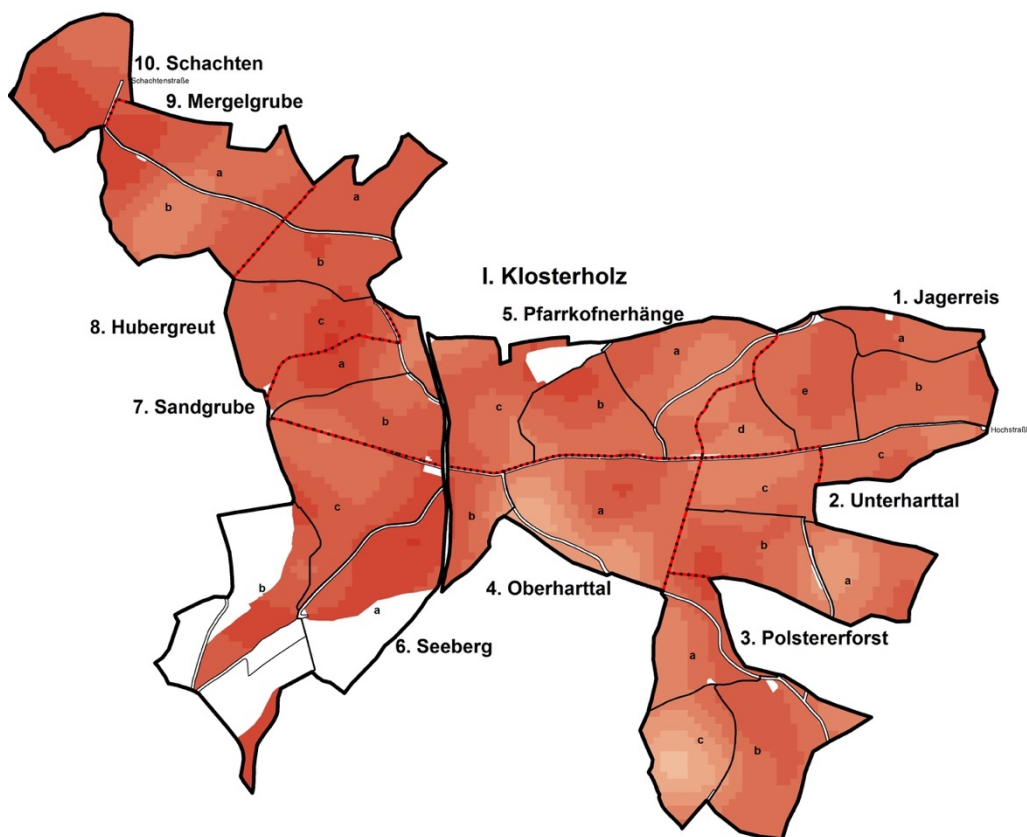 10. Schachten
Schachtenstraße
9. Mergelgrube
a
b
a
b
I. Klosterholz
5. Pfarrkofnerhänge
1. Jagerreis
8. Hubergreut
c
a
a
a
e
b
c
b
7. Sandgrube
b
d
Hochstraß
c
c
a
c
b
2. Unterharttal
b
a
b
4. Oberharttal
a
6. Seeberg
3. Polstererforst
a
c
b